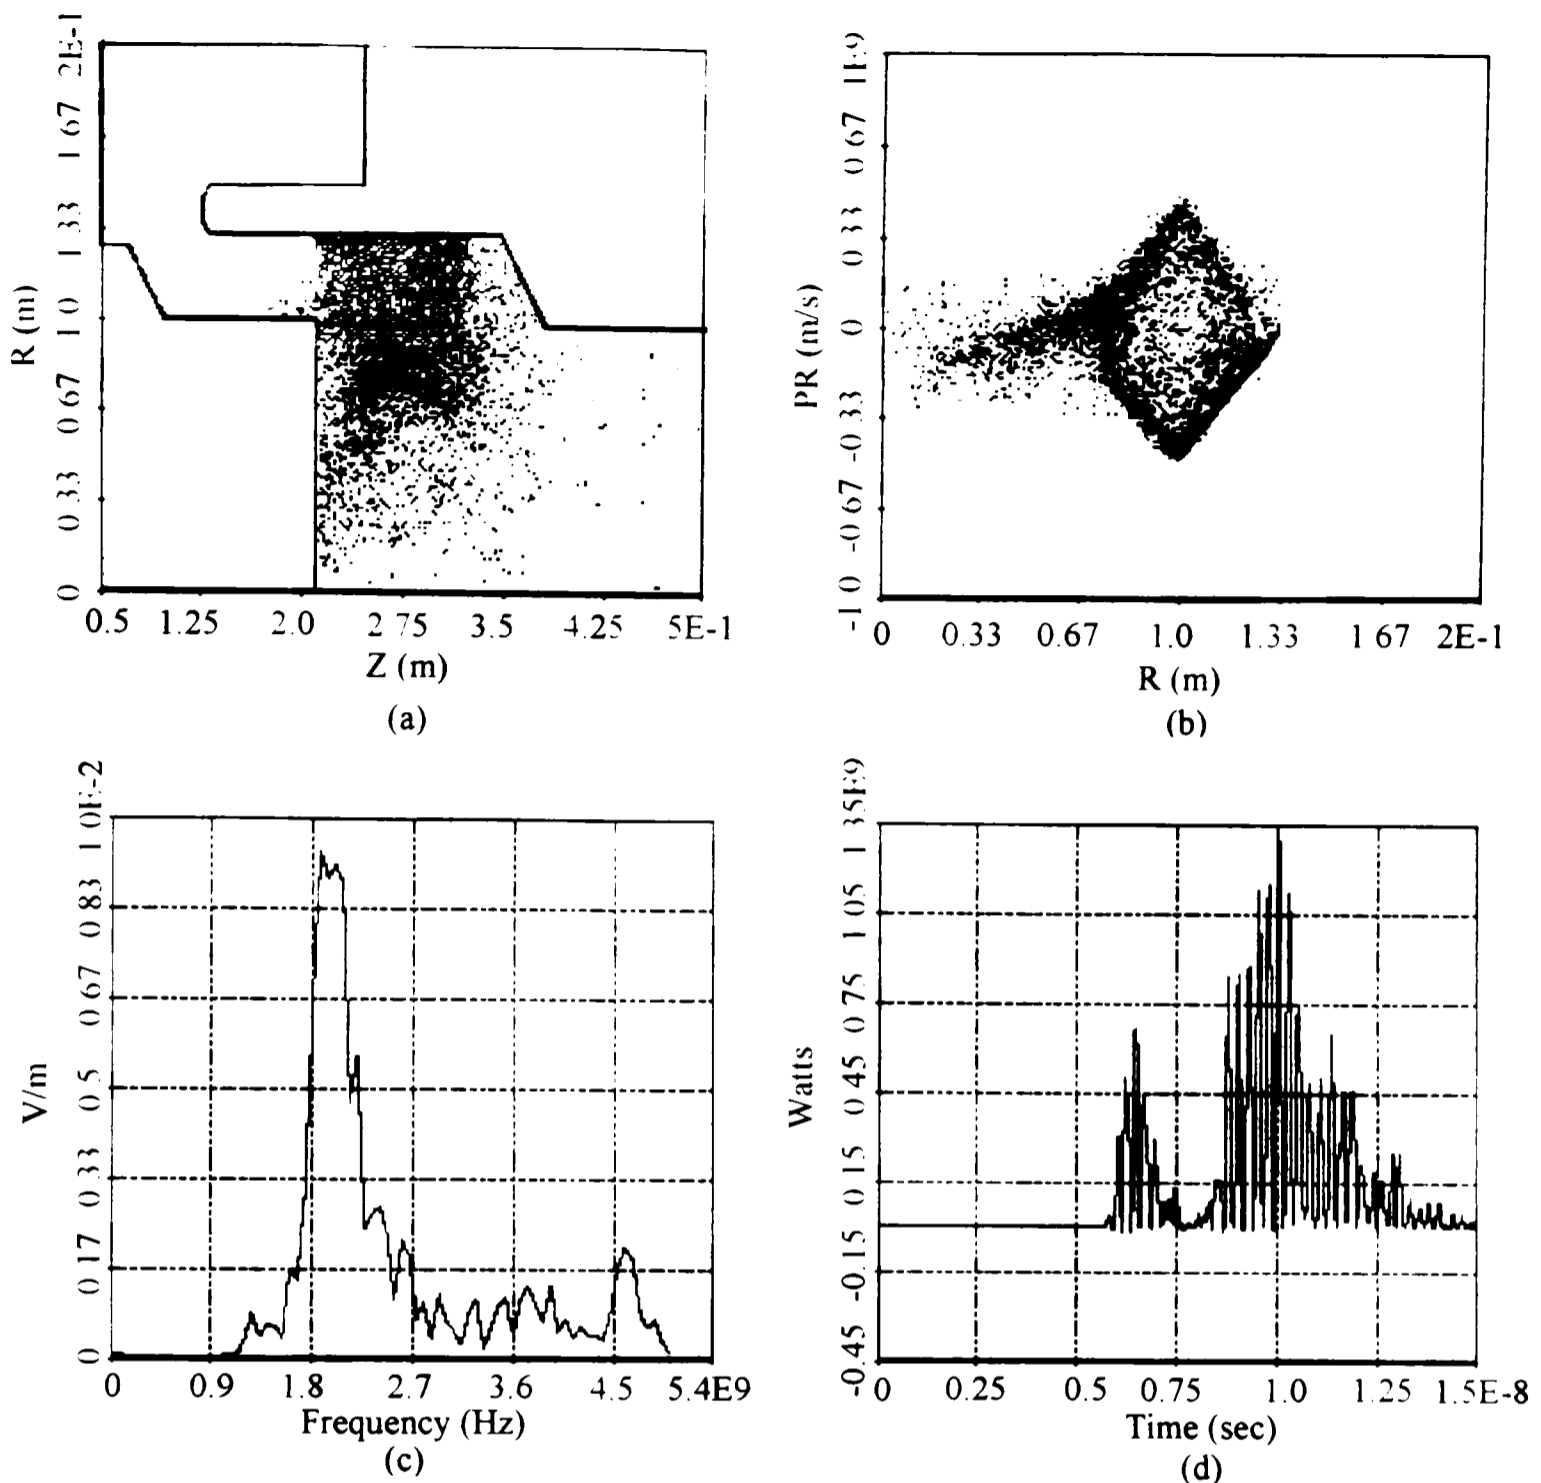 2E-1
1 67
1 33
1 0
0 67
0 33
0
R (m)
0.5 1.25 2.0 2 75 3.5 4.25 5E-1
Z (m)
(a)
1E9
0 67
0 33
0
-0 33
-0 67
-1 0
PR (m/s)
0 0.33 0.67 1.0 1.33 1 67 2E-1
R (m)
(b)
1 0E-2
0 83
0 67
0 5
0 33
0 17
0
V/m
0 0.9 1.8 2.7 3.6 4.5 5.4E9
Frequency (Hz)
(c)
1 35E9
1 05
0 75
0 45
0 15
-0 15
-0.45
Watts
0 0.25 0.5 0.75 1.0 1.25 1.5E-8
Time (sec)
(d)